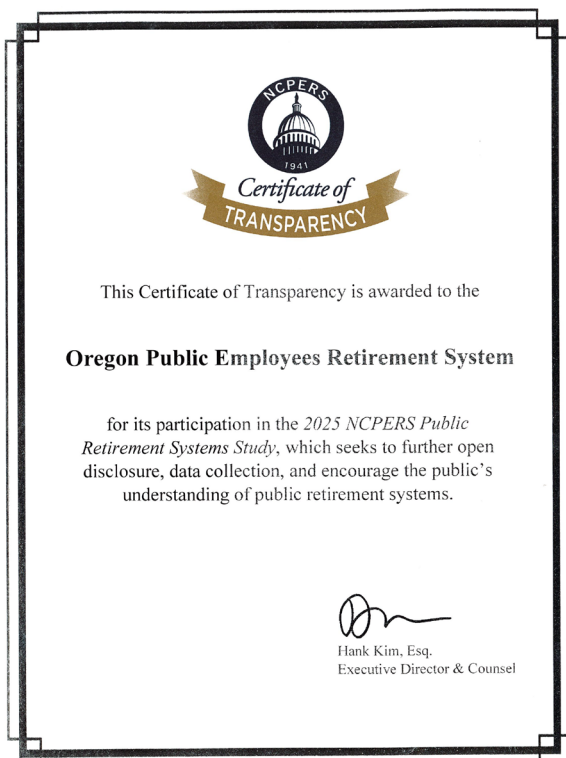 NCPERS
1941
Certificate of
TRANSPARENCY
This Certificate of Transparency is awarded to the
Oregon Public Employees Retirement System
for its participation in the 2025 NCPERS Public
Retirement Systems Study, which seeks to further open
disclosure, data collection, and encourage the public's
understanding of public retirement systems.
Hank Kim, Esq.
Executive Director & Counsel